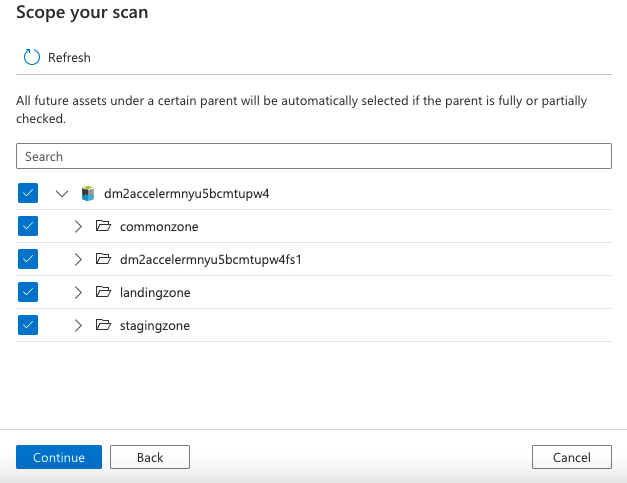 Scope your scan
Refresh
All future assets under a certain parent will be automatically selected if the parent is fully or partially
checked.
Search
dm2accelermnyu5bcmtupw4
commonzone
dm2accelermnyu5bcmtupw4fs1
landingzone
stagingzone
Continue
Back
Cancel